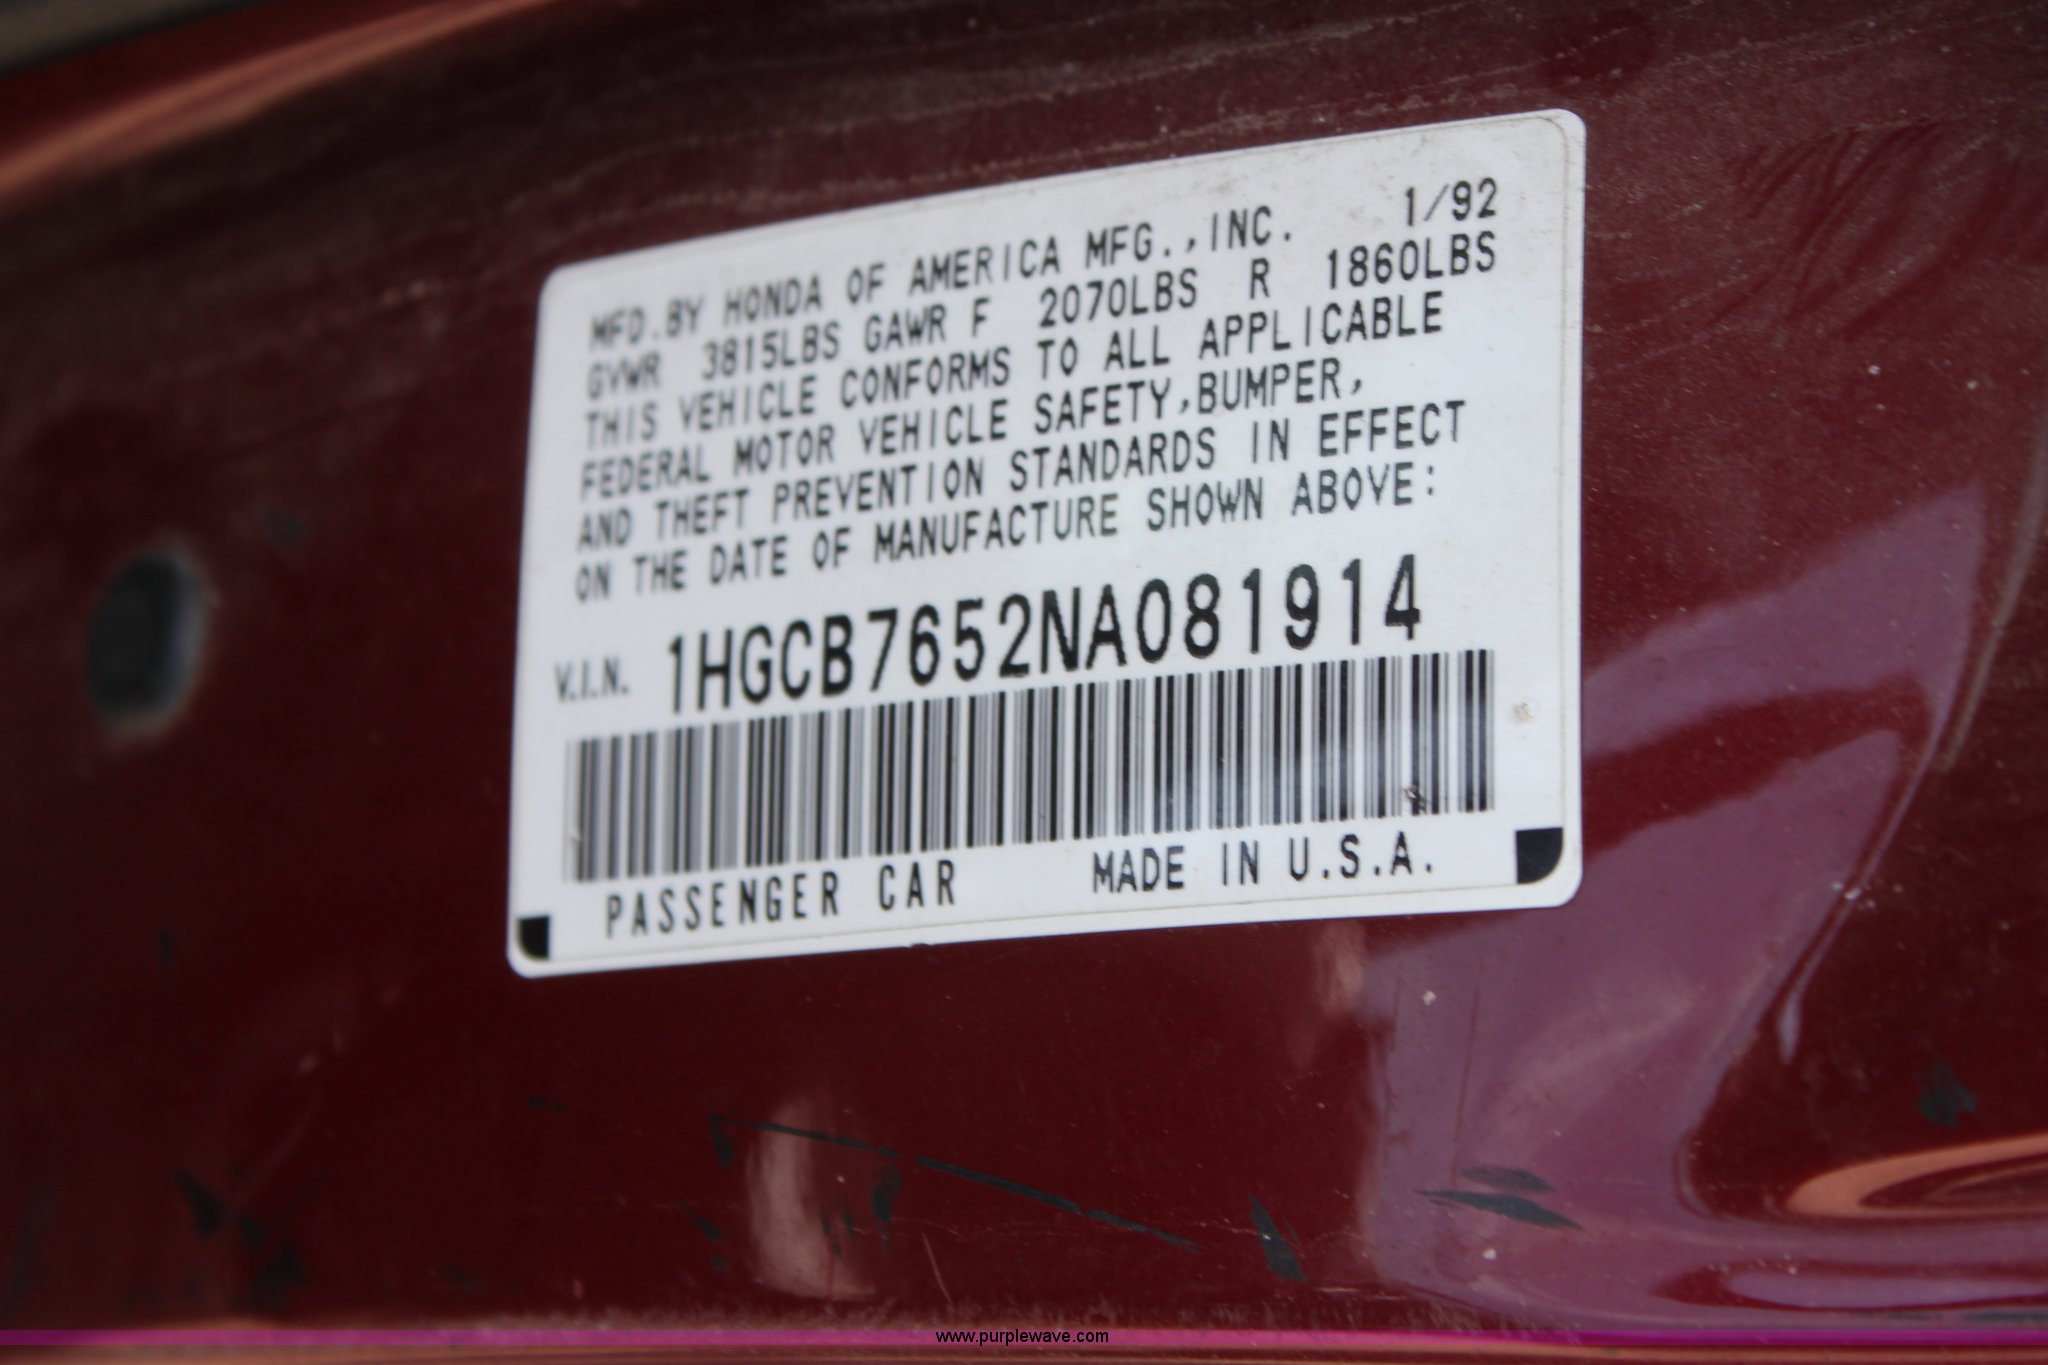 MFD.BY HONDA OF AMERICA MFG.,INC. 1/92
GVWR 3815LBS GAWR F 2070LBS R 1860LBS
THIS VEHICLE CONFORMS TO ALL APPLICABLE
FEDERAL MOTOR VEHICLE SAFETY,BUMPER,
AND THEFT PREVENTION STANDARDS IN EFFECT
ON THE DATE OF MANUFACTURE SHOWN ABOVE:
V.I.N. 1HGCB7652NA081914
PASSENGER CAR MADE IN U.S.A.
www.purplewave.com